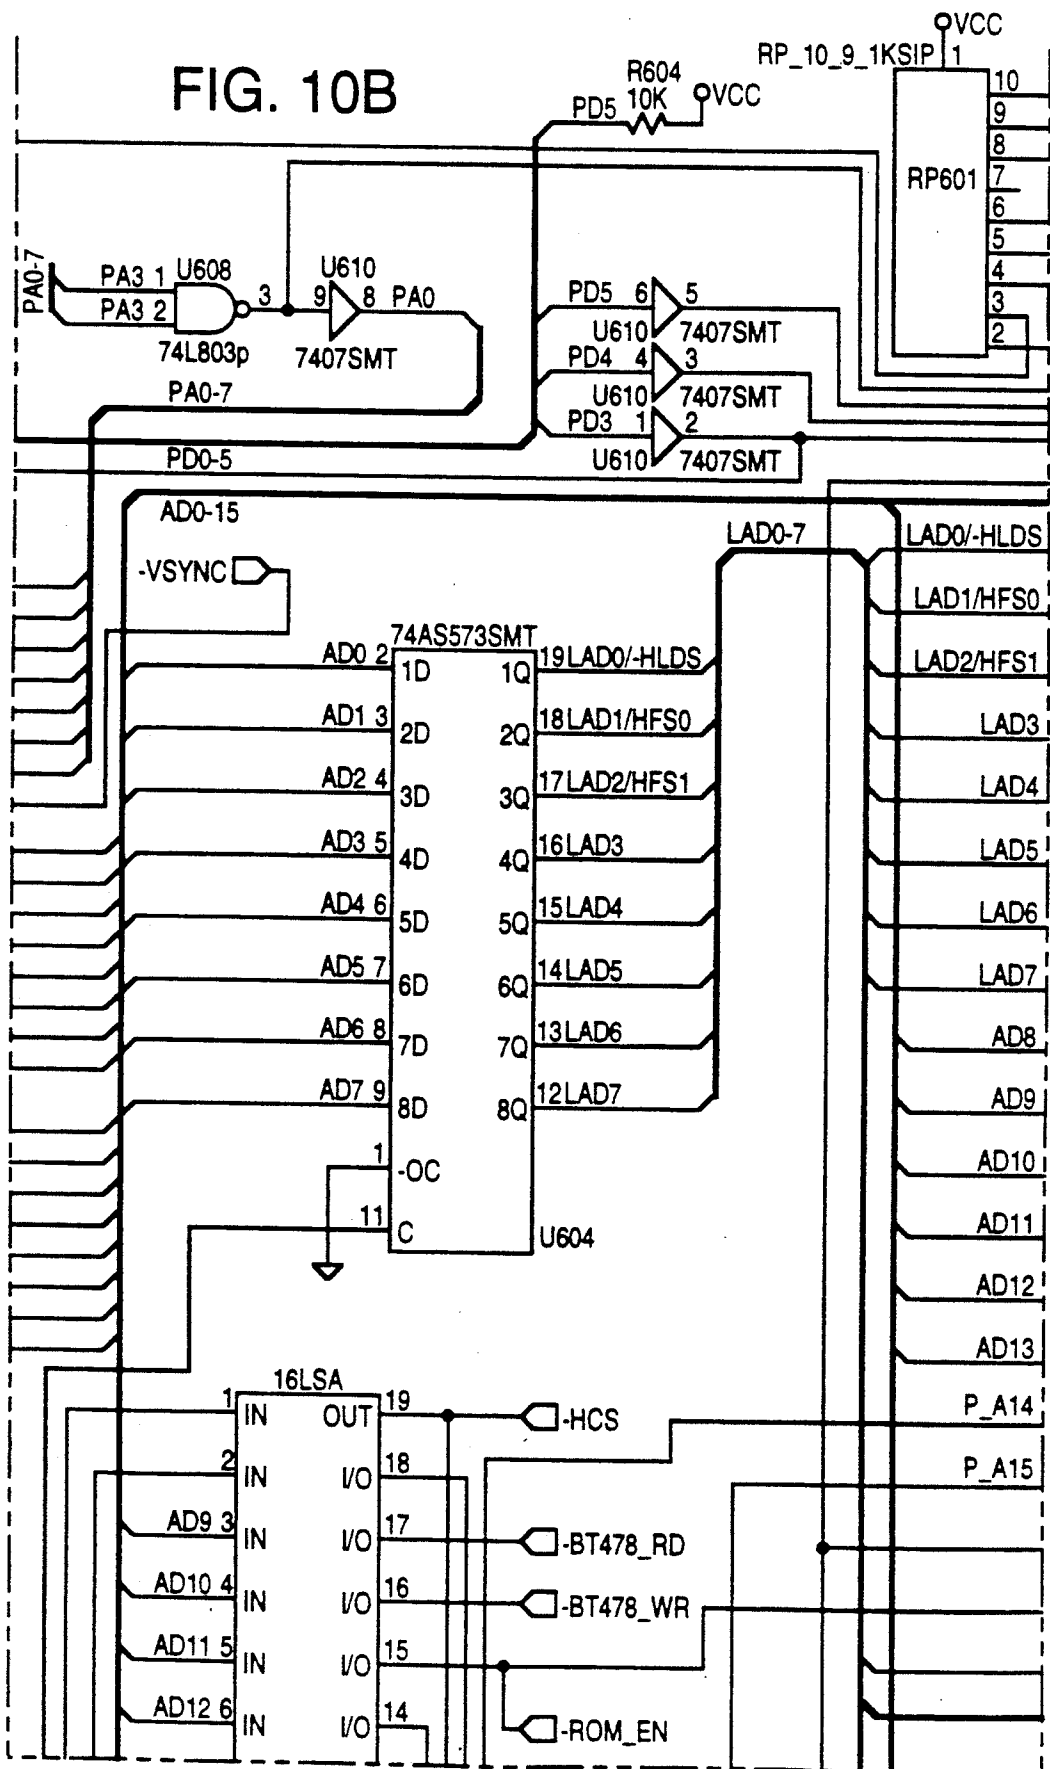 VCC
RP_10_9_1KSIP 1
FIG. 10B
R604
10K
VCC
PD5
10
9
8
RP601
7
6
5
4
3
2
PA0-7
PA3 1
PA3 2
U608
3
74L803p
U610
9
8
PA0
7407SMT
PD5 6
5
U610
7407SMT
PD4 4
3
U610
7407SMT
PD3 1
2
U610
7407SMT
PA0-7
PD0-5
AD0-15
LAD0-7
-VSYNC
74AS573SMT
AD0 2
1D
1Q
19 LAD0/-HLDS
AD1 3
2D
2Q
18 LAD1/HFS0
AD2 4
3D
3Q
17 LAD2/HFS1
AD3 5
4D
4Q
16 LAD3
AD4 6
5D
5Q
15 LAD4
AD5 7
6D
6Q
14 LAD5
AD6 8
7D
7Q
13 LAD6
AD7 9
8D
8Q
12 LAD7
1
-OC
11
C
U604
LAD0/-HLDS
LAD1/HFS0
LAD2/HFS1
LAD3
LAD4
LAD5
LAD6
LAD7
AD8
AD9
AD10
AD11
AD12
AD13
P_A14
P_A15
16LSA
1
IN
OUT
19
-HCS
2
IN
I/O
18
AD9 3
IN
I/O
17
-BT478_RD
AD10 4
IN
I/O
16
-BT478_WR
AD11 5
IN
I/O
15
AD12 6
IN
I/O
14
-ROM_EN